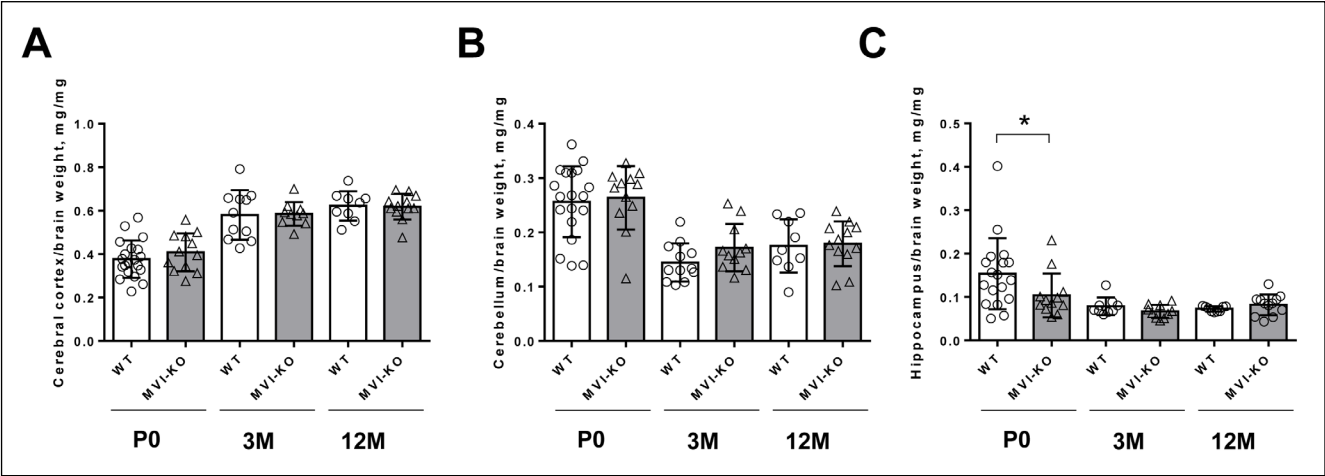 A
B
C
Cerebral cortex/brain weight, mg/mg
1.0
0.8
0.6
0.4
0.2
0.0
WT
MVI-KO
WT
MVI-KO
WT
MVI-KO
P0
3M
12M
Cerebellum/brain weight, mg/mg
0.4
0.3
0.2
0.1
0.0
WT
MVI-KO
WT
MVI-KO
WT
MVI-KO
P0
3M
12M
Hippocampus/brain weight, mg/mg
0.5
0.4
0.3
0.2
0.1
0.0
*
WT
MVI-KO
WT
MVI-KO
WT
MVI-KO
P0
3M
12M